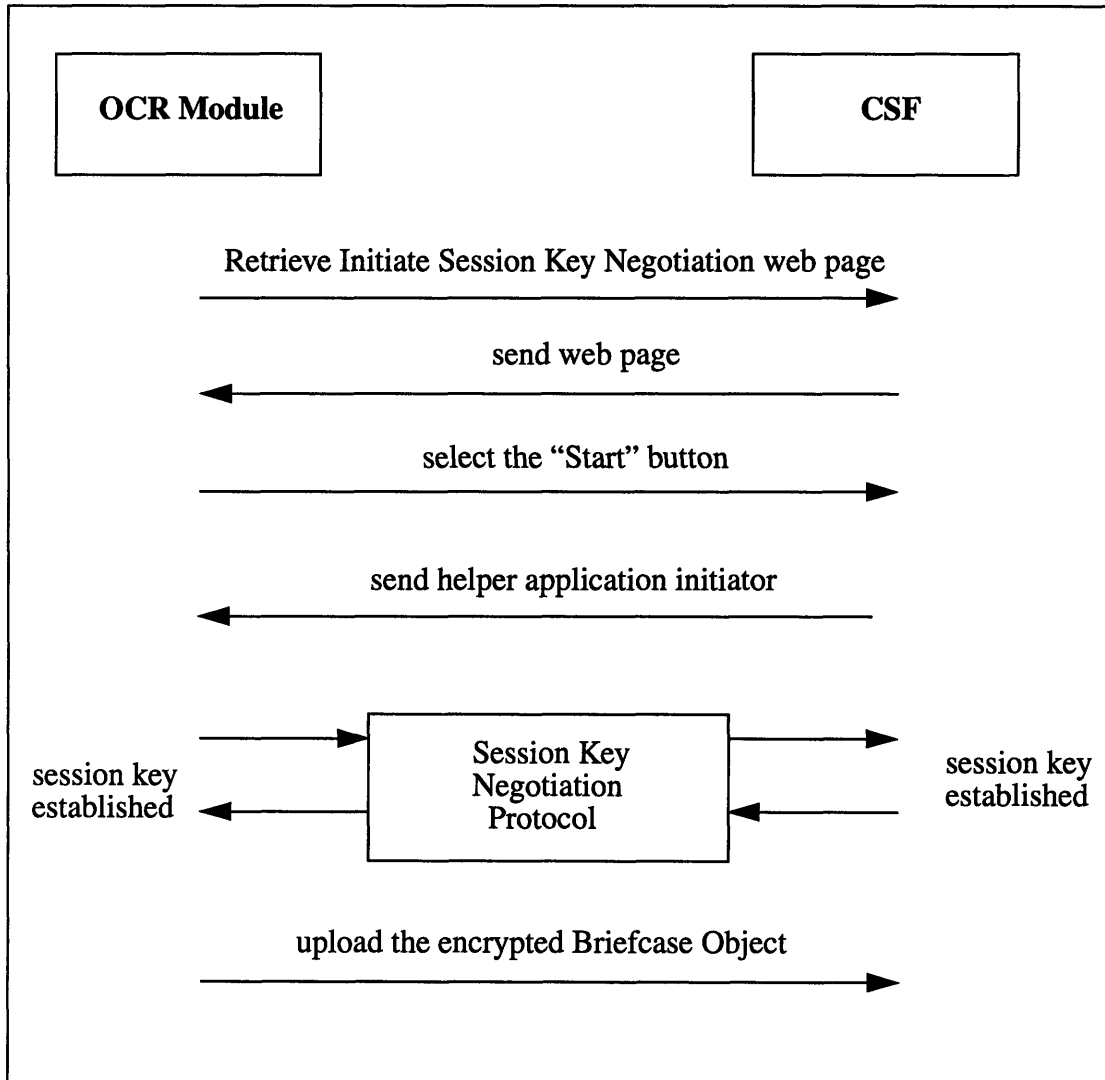 OCR Module
CSF
Retrieve Initiate Session Key Negotiation web page
send web page
select the “Start” button
send helper application initiator
session key
established
Session Key
Negotiation
Protocol
session key
established
upload the encrypted Briefcase Object